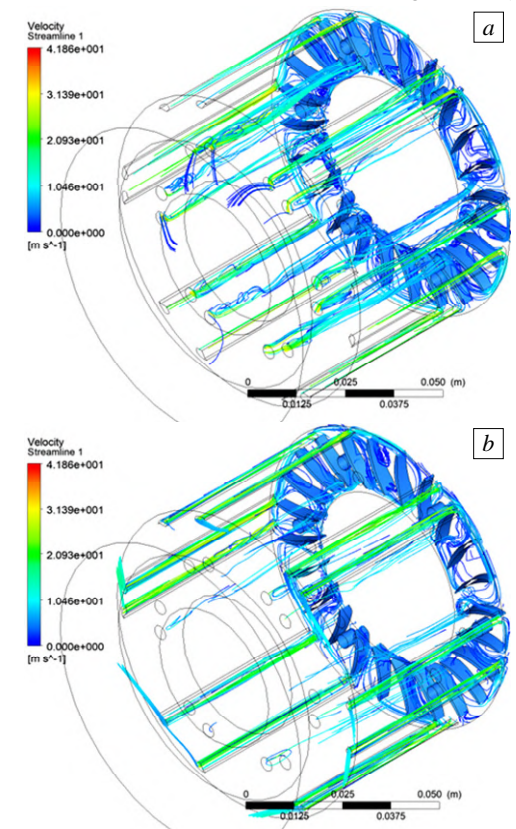 a
Velocity
Streamline 1
4.186e+001
3.139e+001
2.093e+001
1.046e+001
0.000e+000
[m s^-1]
0 0.025 0.050 (m)
0.0125 0.0375
b
Velocity
Streamline 1
4.186e+001
3.139e+001
2.093e+001
1.046e+001
0.000e+000
[m s^-1]
0 0.025 0.050 (m)
0.0125 0.0375